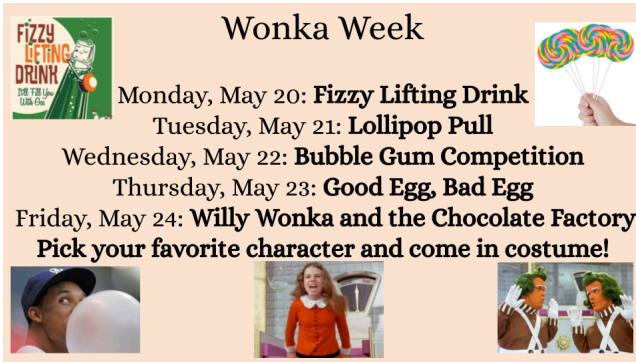 Wonka Week
FIZZY
LIFTING
DRINK
It'll Fill You
With Gas
Monday, May 20: Fizzy Lifting Drink
Tuesday, May 21: Lollipop Pull
Wednesday, May 22: Bubble Gum Competition
Thursday, May 23: Good Egg, Bad Egg
Friday, May 24: Willy Wonka and the Chocolate Factory
Pick your favorite character and come in costume!